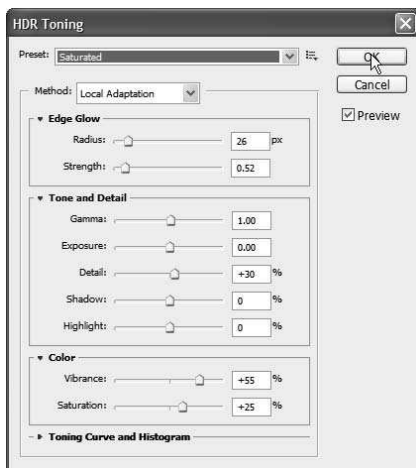 HDR Toning
Preset: Saturated
OK
Cancel
Preview
Method: Local Adaptation
Edge Glow
Radius: 26 px
Strength: 0.52
Tone and Detail
Gamma: 1.00
Exposure: 0.00
Detail: +30 %
Shadow: 0 %
Highlight: 0 %
Color
Vibrance: +55 %
Saturation: +25 %
Toning Curve and Histogram